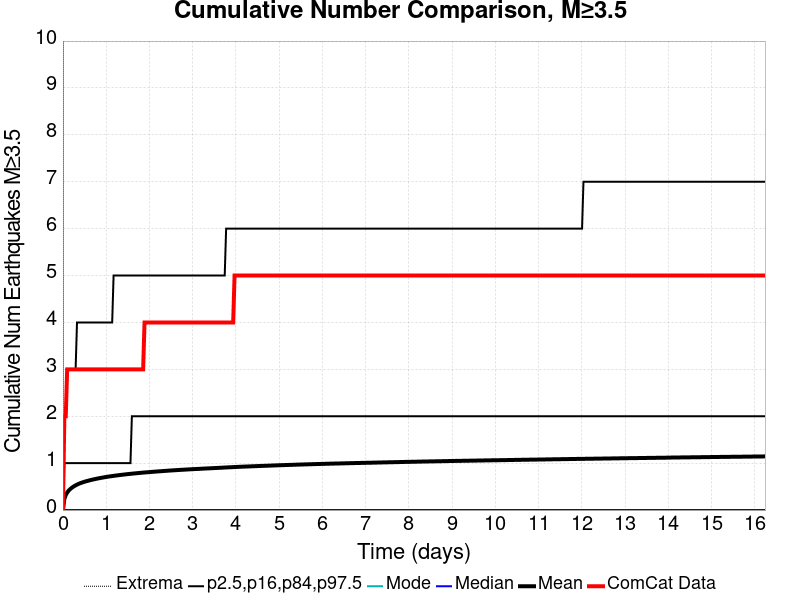 Cumulative Number Comparison, M≥3.5
Cumulative Num Earthquakes M≥3.5
10
9
8
7
6
5
4
3
2
1
0
0 1 2 3 4 5 6 7 8 9 10 11 12 13 14 15 16
Time (days)
Extrema p2.5,p16,p84,p97.5 Mode Median Mean ComCat Data